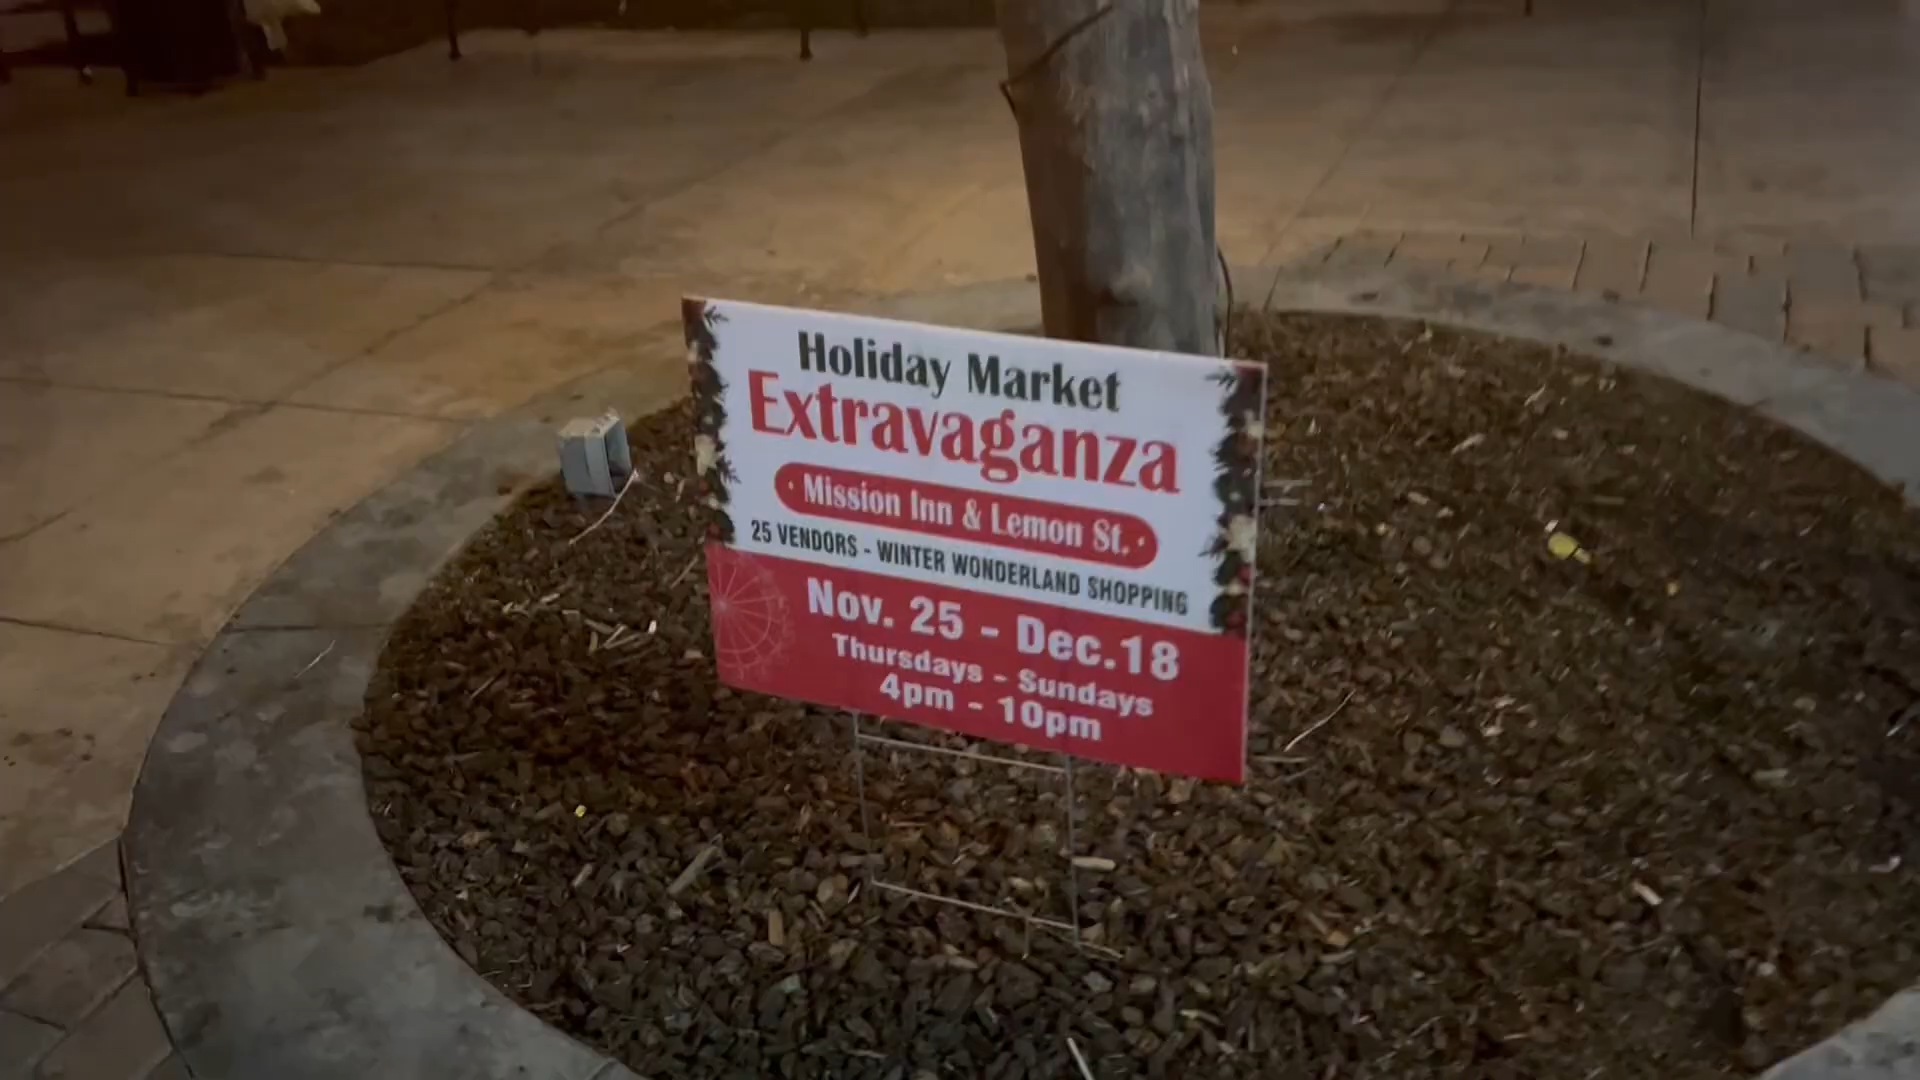 Holiday Market
Extravaganza
· Mission Inn & Lemon St. ·
25 VENDORS - WINTER WONDERLAND SHOPPING
Nov. 25 - Dec.18
Thursdays - Sundays
4pm - 10pm